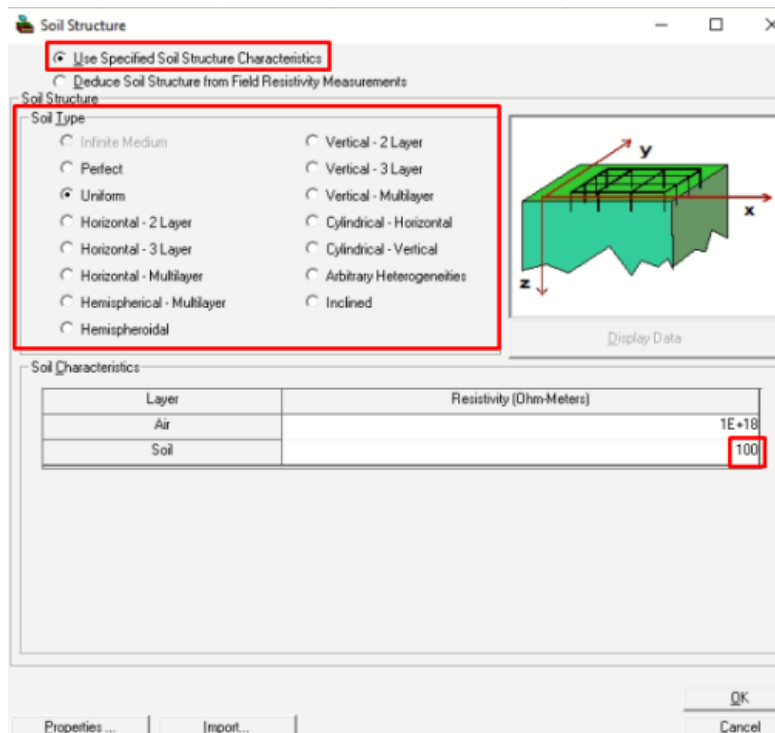 Soil Structure
Use Specified Soil Structure Characteristics
Deduce Soil Structure from Field Resistivity Measurements
Soil Structure
Soil Type
Infinite Medium
Perfect
Uniform
Horizontal - 2 Layer
Horizontal - 3 Layer
Horizontal - Multilayer
Hemispherical - Multilayer
Hemispheroidal
Vertical - 2 Layer
Vertical - 3 Layer
Vertical - Multilayer
Cylindrical - Horizontal
Cylindrical - Vertical
Arbitrary Heterogeneities
Inclined
y
x
z
Display Data
Soil Characteristics
Layer Resistivity (Ohm-Meters)
Air 1E+18
Soil 100
OK
Properties ... Import... Cancel